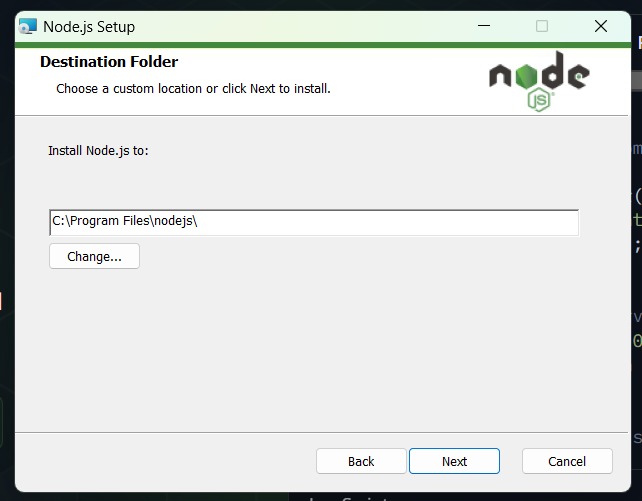 Node.js Setup
Destination Folder
Choose a custom location or click Next to install.
node
JS
Install Node.js to:
C:\Program Files\nodejs\
Change...
Back
Next
Cancel